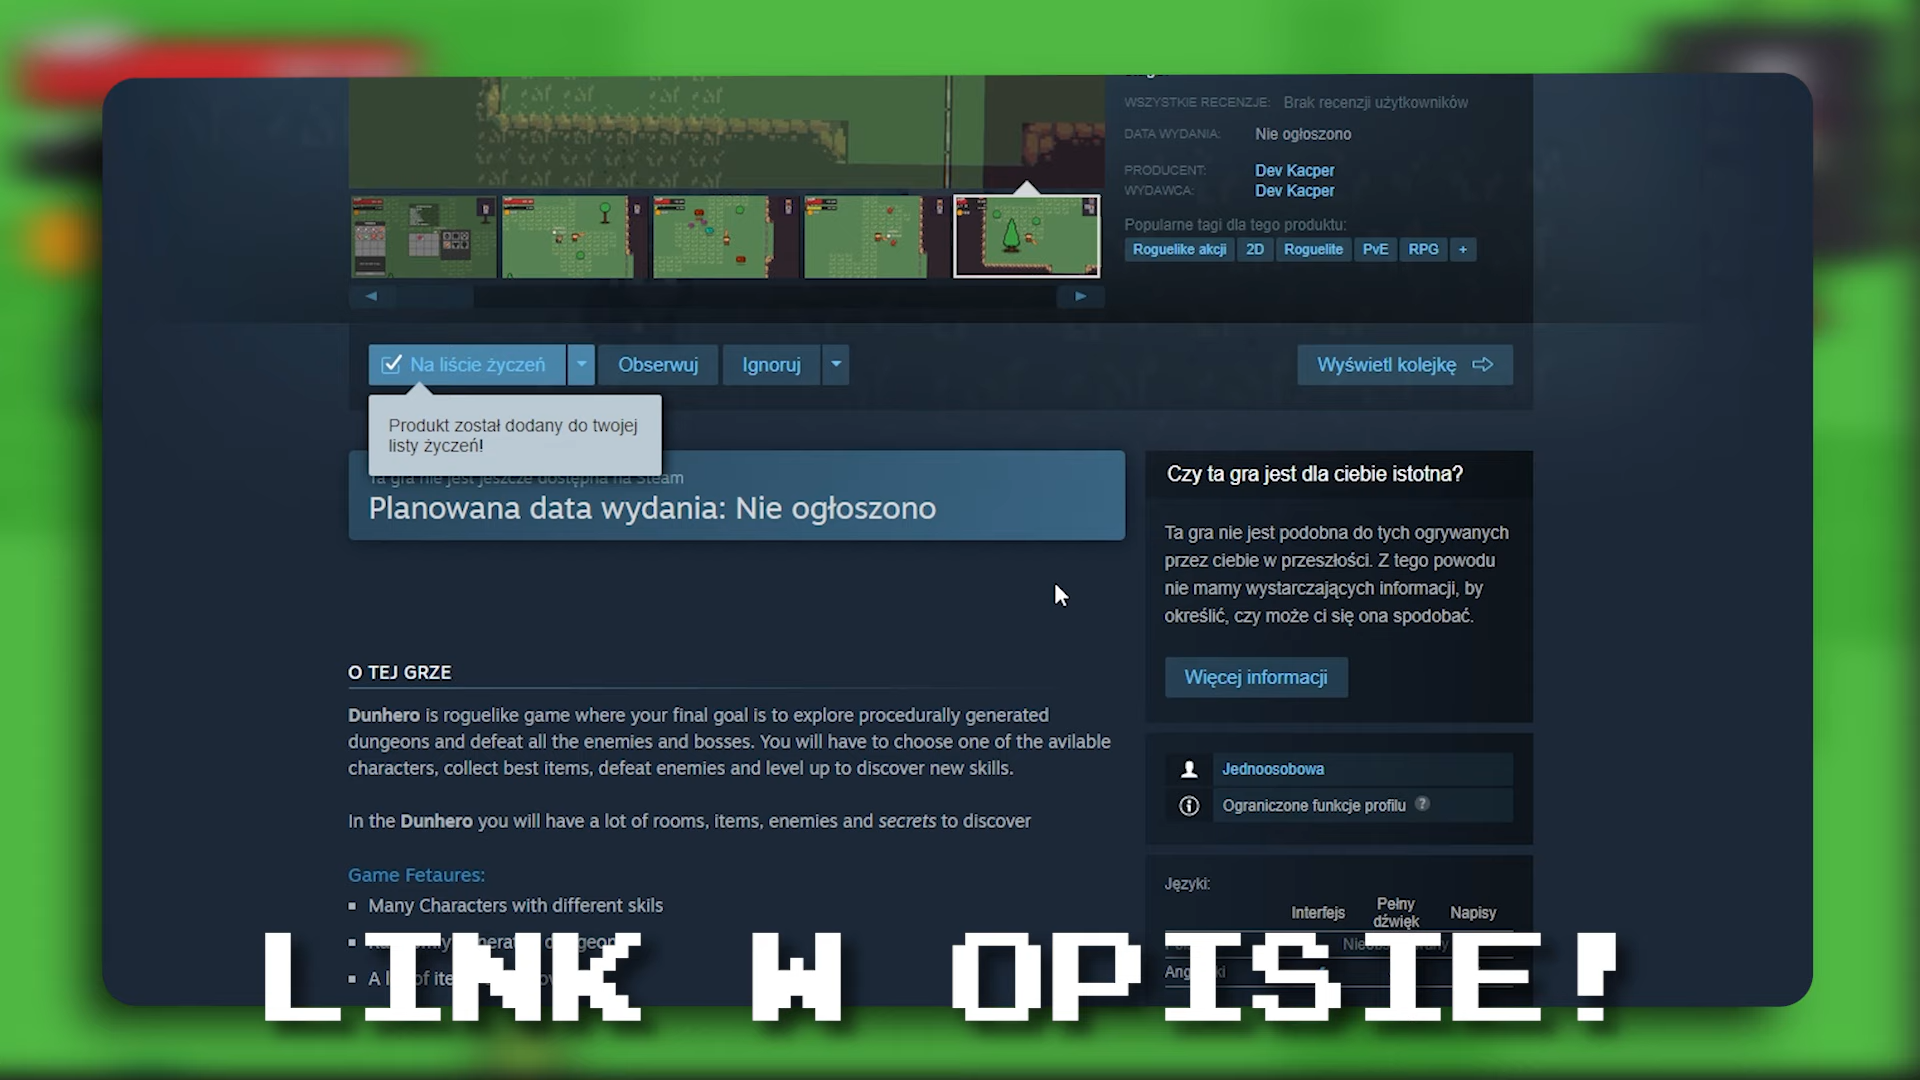 WSZYSTKIE RECENZJE: Brak recenzji użytkowników
DATA WYDANIA: Nie ogłoszono
PRODUCENT: Dev Kacper
WYDAWCA: Dev Kacper
Popularne tagi dla tego produktu:
Roguelike akcji 2D Roguelite PvE RPG +
Na liście życzeń Obserwuj Ignoruj Wyświetl kolejkę
Produkt został dodany do twojej
listy życzeń!
Ta gra nie jest jeszcze dostępna na Steam
Planowana data wydania: Nie ogłoszono
Czy ta gra jest dla ciebie istotna?
Ta gra nie jest podobna do tych ogrywanych
przez ciebie w przeszłości. Z tego powodu
nie mamy wystarczających informacji, by
określić, czy może ci się ona spodobać.
Więcej informacji
O TEJ GRZE
Dunhero is roguelike game where your final goal is to explore procedurally generated
dungeons and defeat all the enemies and bosses. You will have to choose one of the avilable
characters, collect best items, defeat enemies and level up to discover new skills.
In the Dunhero you will have a lot of rooms, items, enemies and secrets to discover
Game Fetaures:
Many Characters with different skils
Jednoosobowa
Ograniczone funkcje profilu ?
Języki:
Interfejs Pełny dźwięk Napisy
LINK W OPISIE!